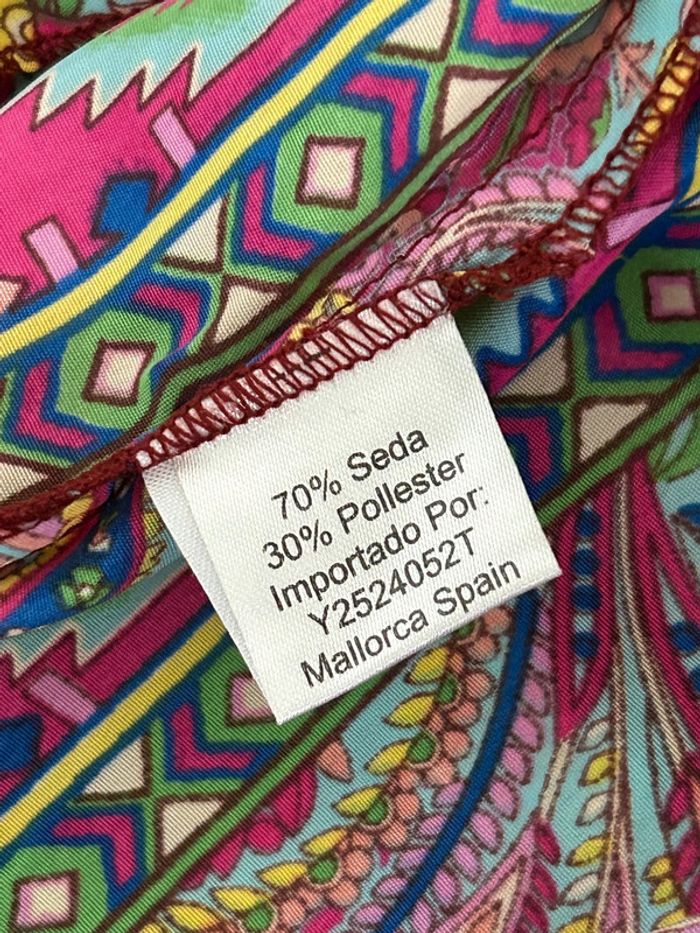 70% Seda
30% Pollester
Importado Por:
Y2524052T
Mallorca Spain